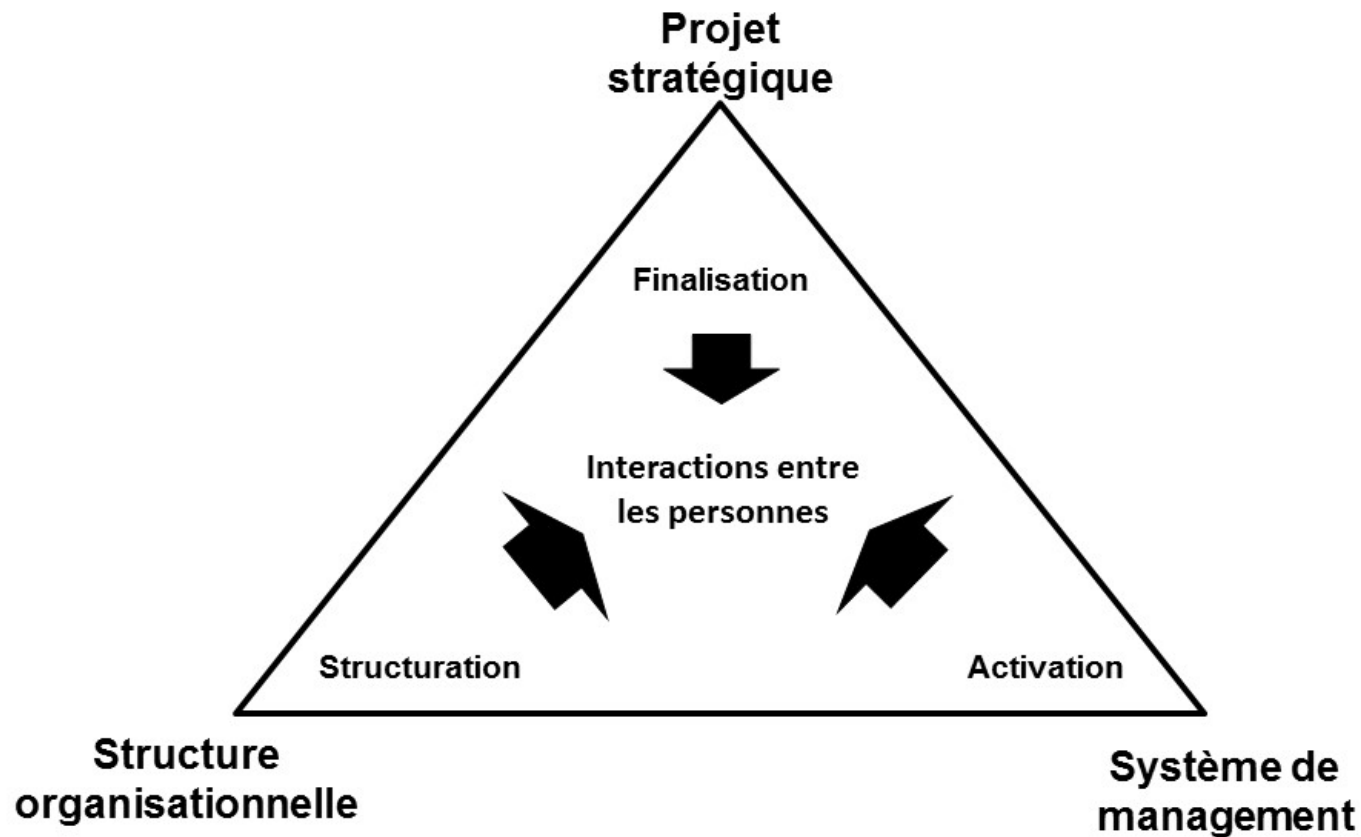 Projet
stratégique
Finalisation
Interactions entre
les personnes
Structuration
Activation
Structure
organisationnelle
Système de
management